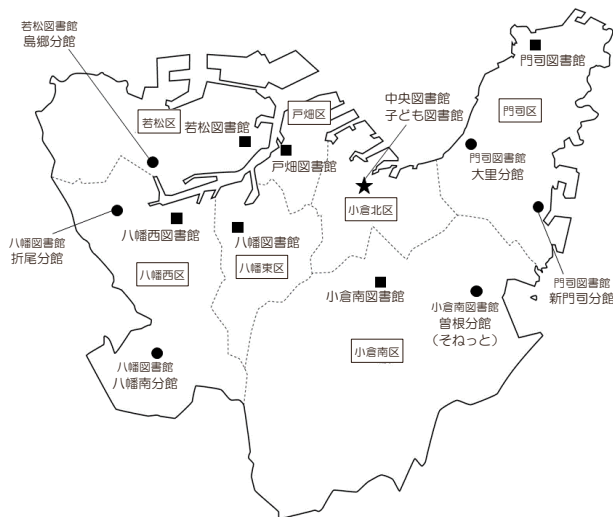 若松図書館
島郷分館
門司図書館
戸畑区
中央図書館
子ども図書館
門司区
若松区
若松図書館
戸畑図書館
門司図書館
大里分館
小倉北区
八幡図書館
折尾分館
八幡西図書館
八幡図書館
八幡東区
八幡西区
小倉南図書館
門司図書館
新門司分館
小倉南図書館
曽根分館
（そねっと）
小倉南区
八幡図書館
八幡南分館